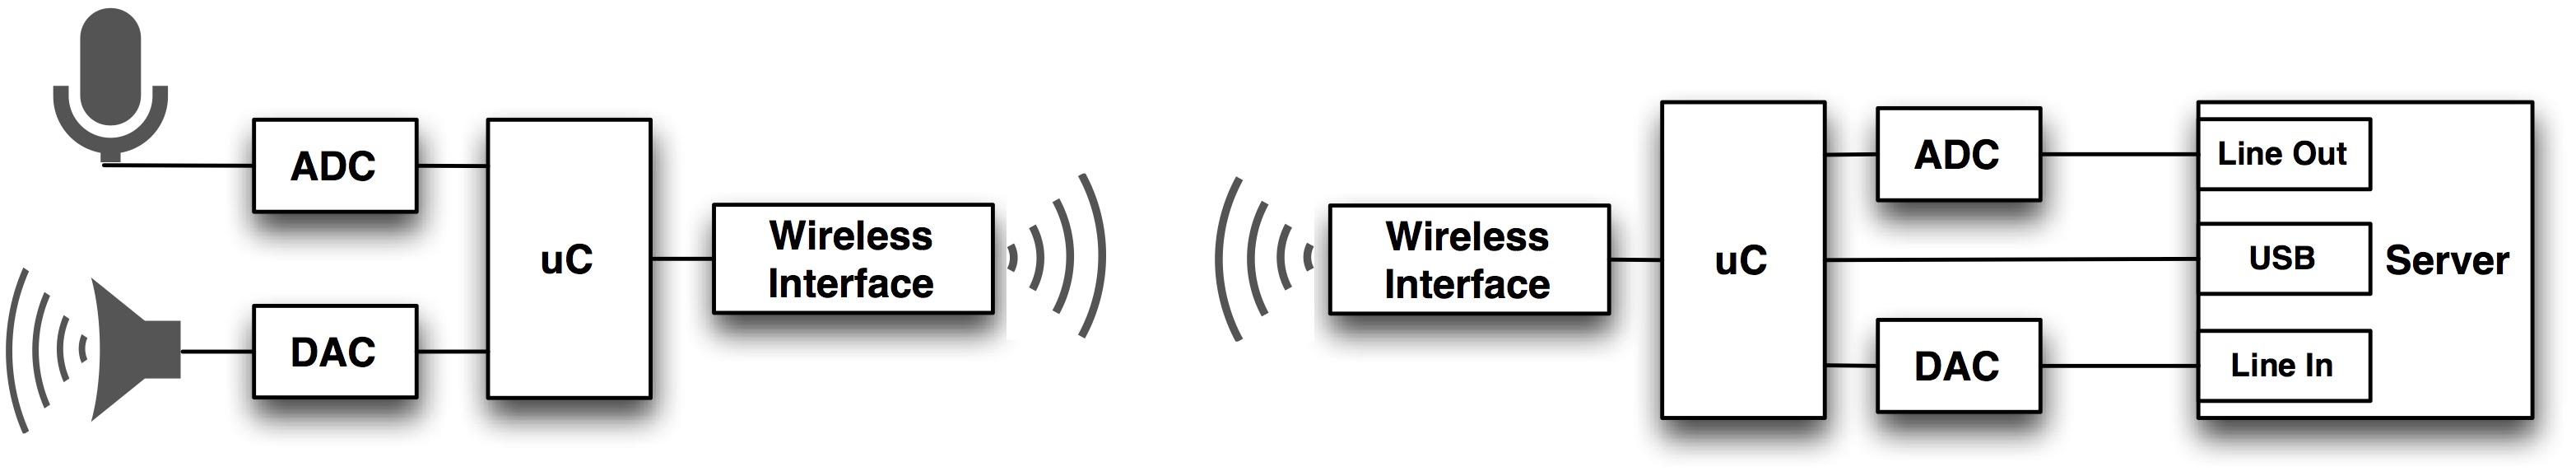 ADC
DAC
uC
Wireless
Interface
Wireless
Interface
uC
ADC
DAC
Line Out
USB
Line In
Server